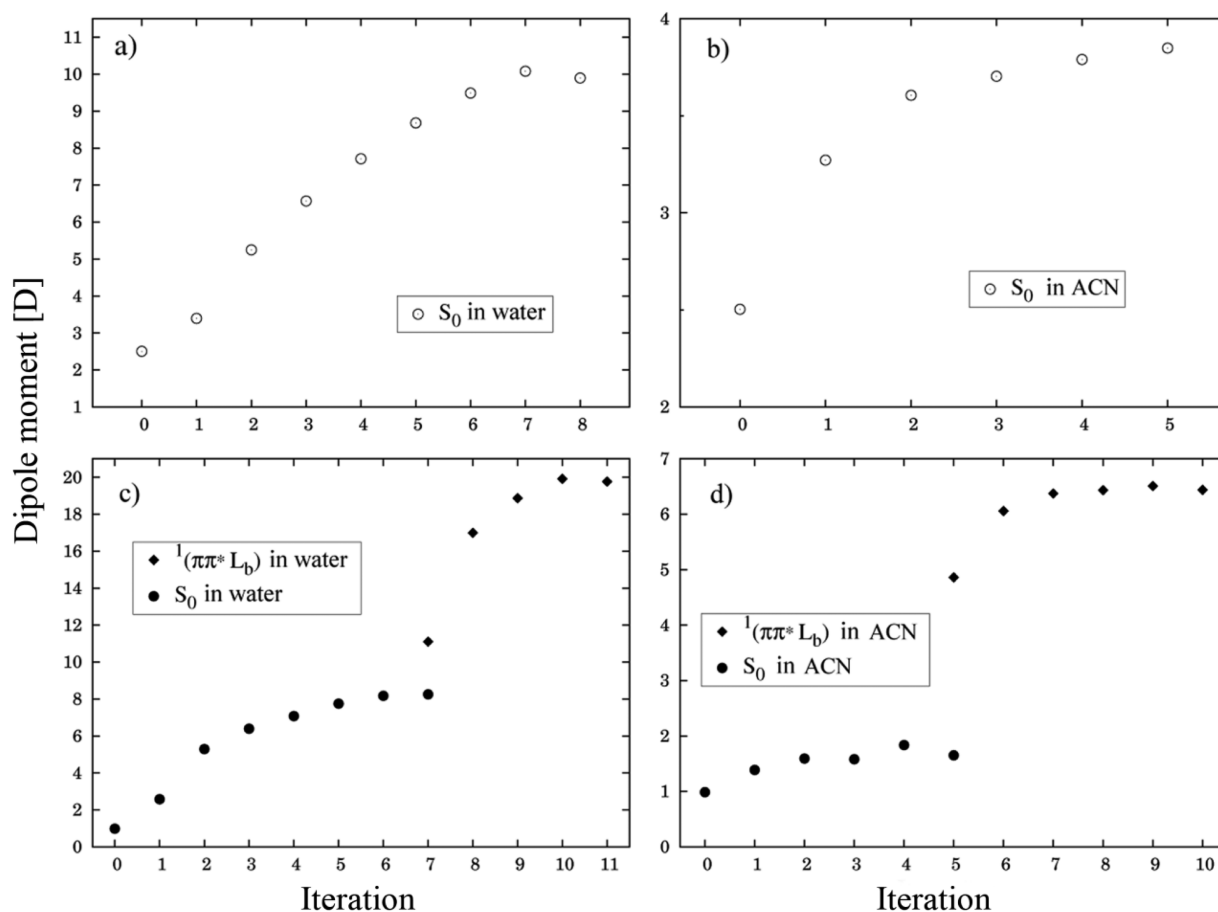 Dipole moment [D]
a)
11
10
9
8
7
6
5
4
3
2
1
S0 in water
0 1 2 3 4 5 6 7 8
b)
4
3
2
S0 in ACN
0 1 2 3 4 5
c)
20
18
16
14
12
10
8
6
4
2
0
1(ππ* Lb) in water
S0 in water
0 1 2 3 4 5 6 7 8 9 10 11
Iteration
d)
7
6
5
4
3
2
1
0
1(ππ* Lb) in ACN
S0 in ACN
0 1 2 3 4 5 6 7 8 9 10
Iteration